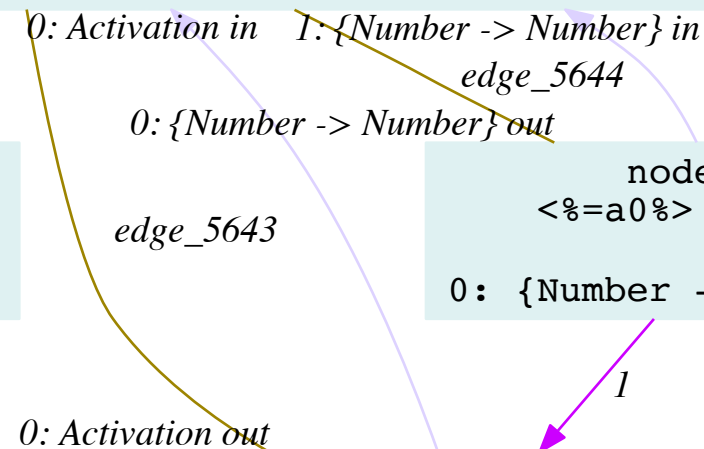 0: Activation in
1: {Number -> Number} in
edge_5644
0: {Number -> Number} out
node
<%=a0%>
edge_5643
0: {Number -
1
0: Activation out